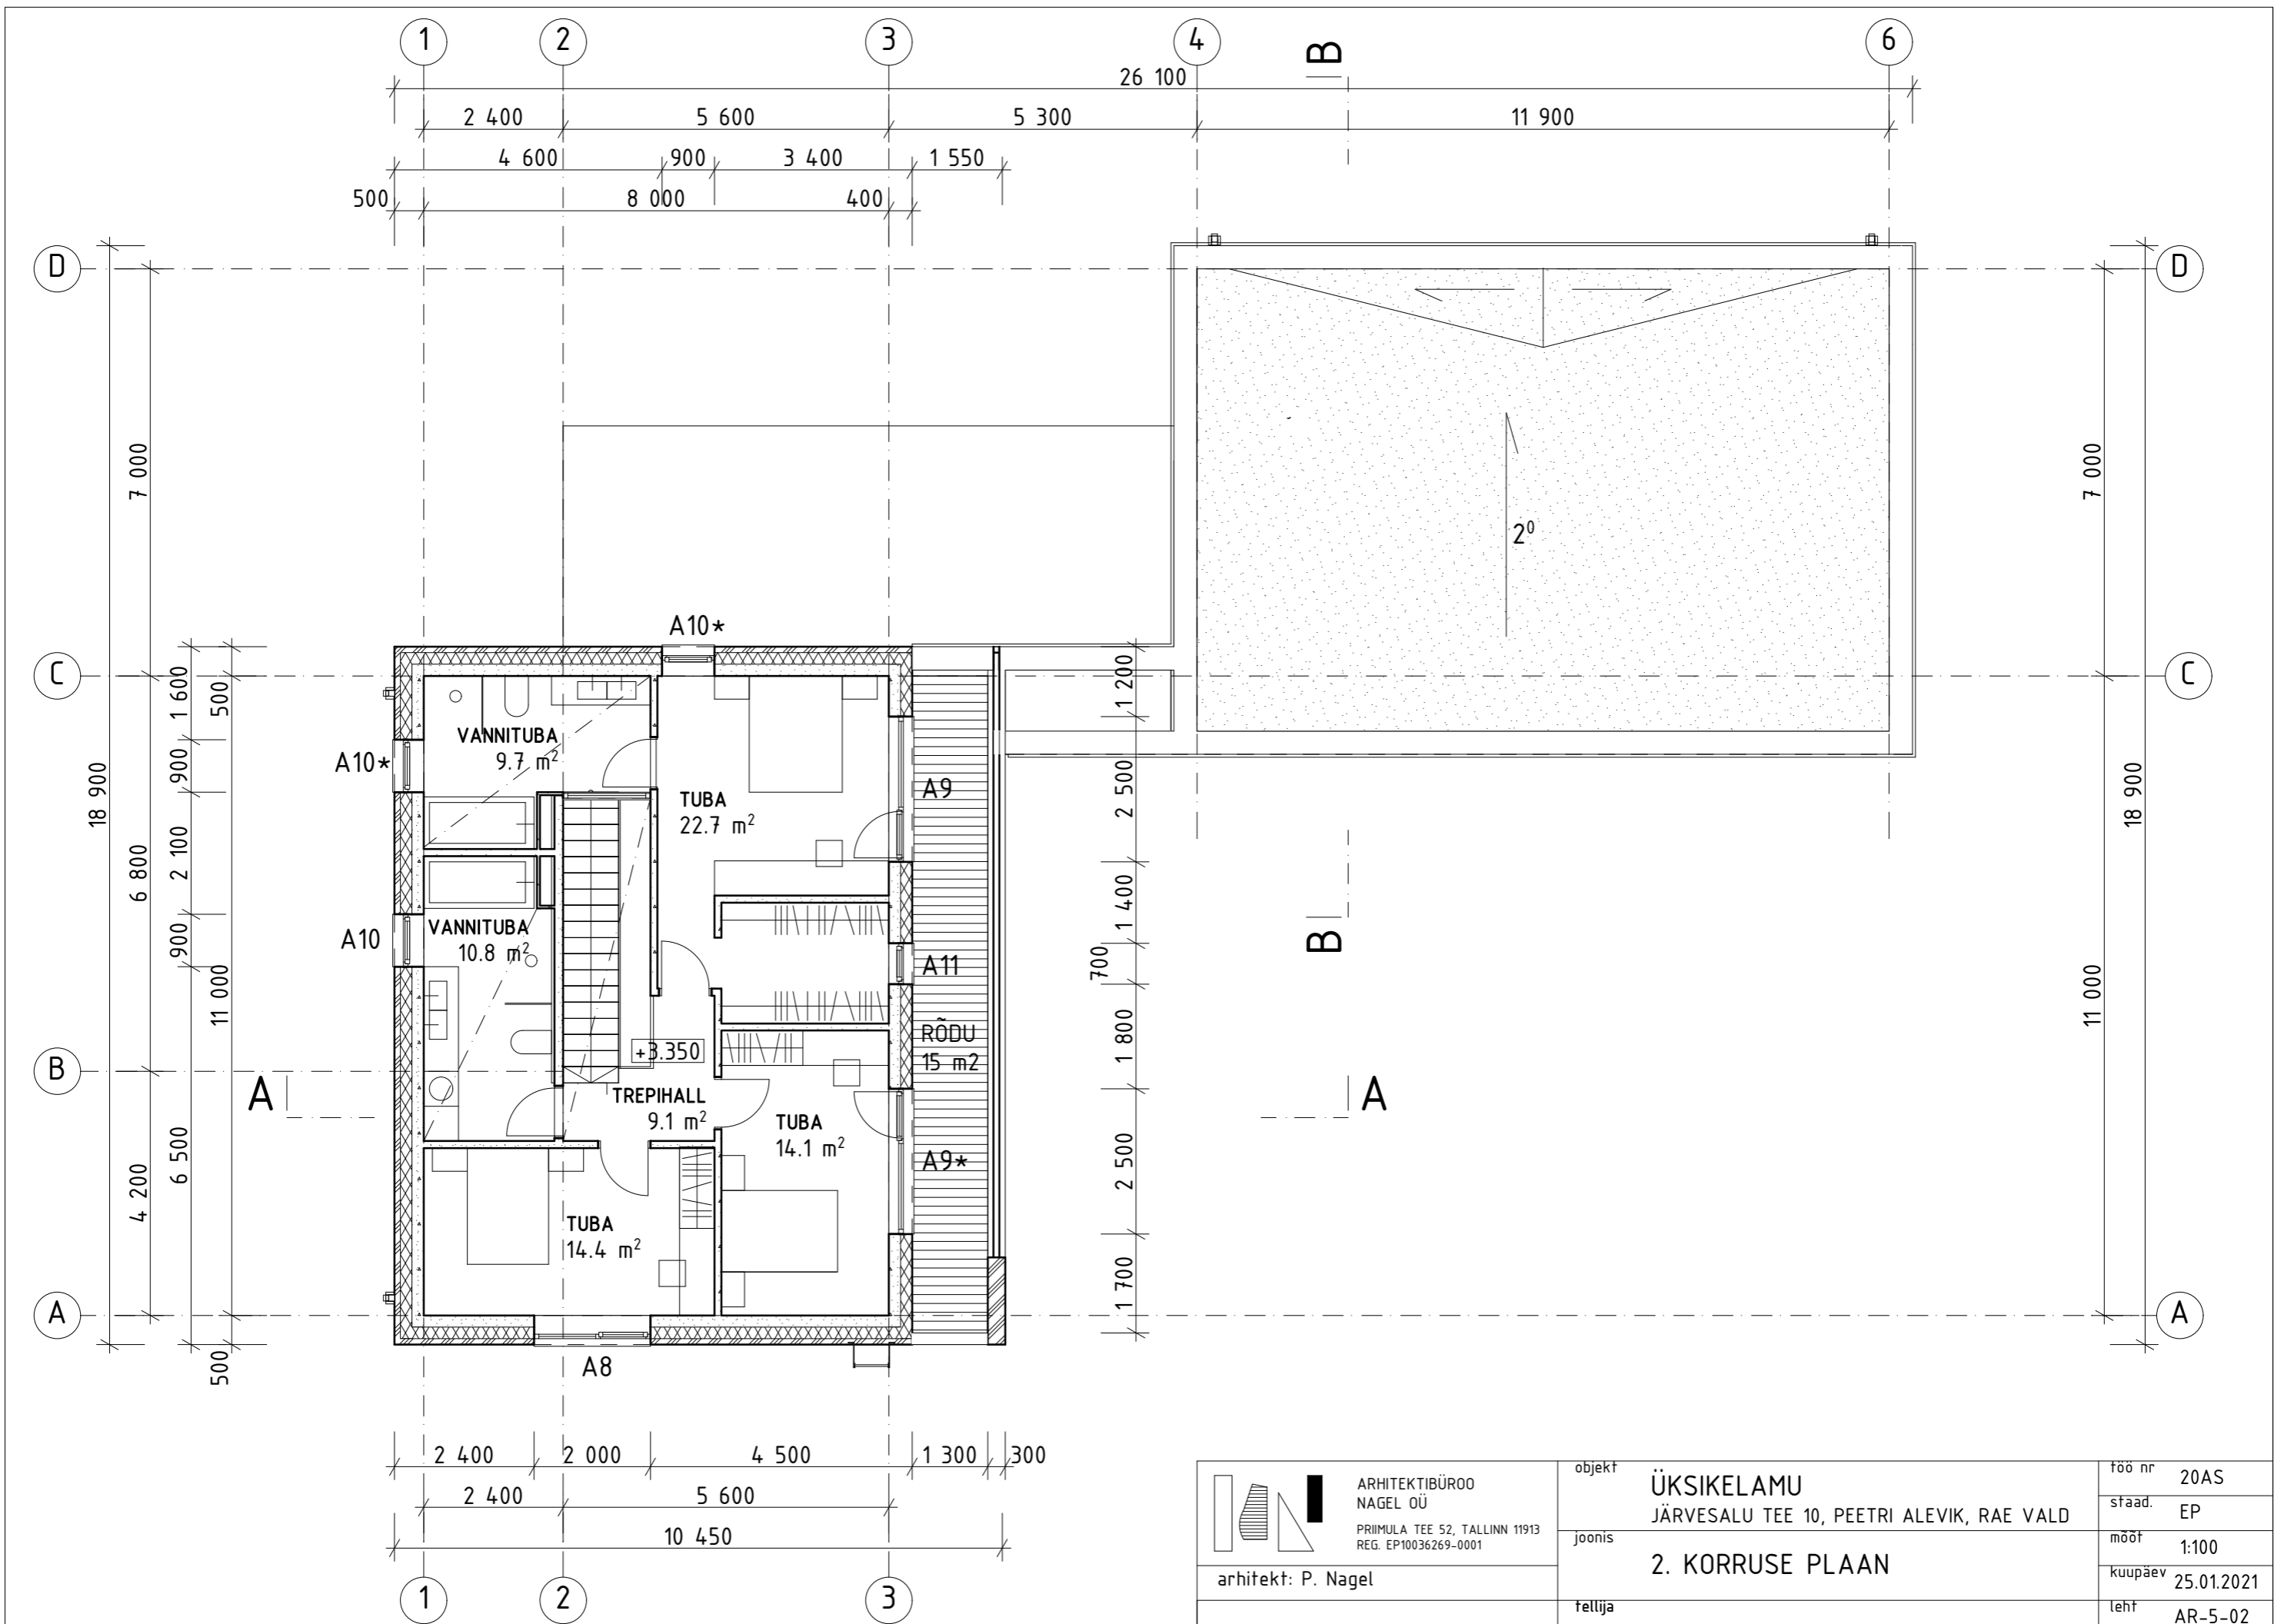 1 2 3 4 6
B
26 100
2 400 5 600 5 300 11 900
4 600 900 3 400 1 550
500 8 000 400
D D
7 000 7 000
2⁰
A10*
C C
1 600 500 1 200
VANNITUBA
9.7 m²
A10*
900
TUBA
22.7 m²
A9
2 500
18 900 18 900
2 100
6 800
1 400
VANNITUBA
10.8 m²
A10
900
A11
700
B
11 000 11 000
RÕDU
15 m2
1 800
+3.350
B
A A
TREPIHALL
9.1 m²
TUBA
14.1 m²
A9*
2 500
6 500
4 200
TUBA
14.4 m²
1 700
A A
500
A8
2 400 2 000 4 500 1 300 300
2 400 5 600
10 450
1 2 3
ARHITEKTIBÜROO
NAGEL OÜ
PRIIMULA TEE 52, TALLINN 11913
REG. EP10036269-0001
arhitekt: P. Nagel
objekt
ÜKSIKELAMU
JÄRVESALU TEE 10, PEETRI ALEVIK, RAE VALD
joonis
2. KORRUSE PLAAN
tellija
töö nr 20AS
staad. EP
mõõt 1:100
kuupäev 25.01.2021
leht AR-5-02